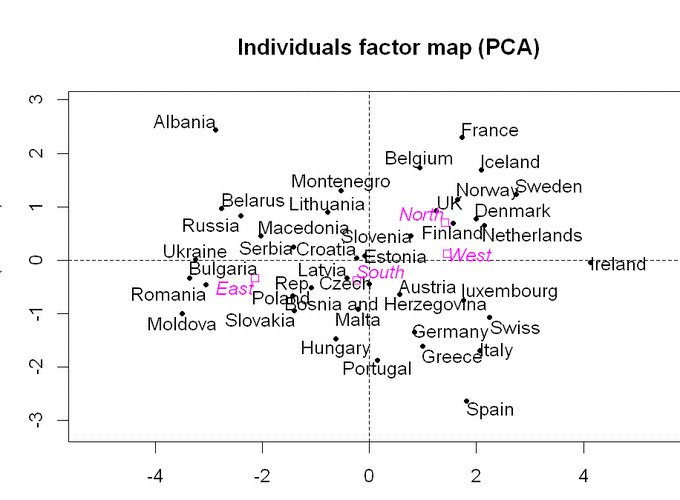 Individuals factor map (PCA)
3
Albania
France
2
Belgium
Iceland
Montenegro
Norway
Sweden
Belarus
Lithuania
1
UK
North
Denmark
Russia
Macedonia
Slovenia
Finland
Netherlands
Ukraine
Serbia
Croatia
Estonia
West
0
Ireland
Bulgaria
Latvia
South
Romania
East
Czech Rep.
Austria
luxembourg
Poland
Bosnia and Herzegovina
-1
Moldova
Slovakia
Malta
Swiss
Germany
Hungary
Greece
Italy
-2
Portugal
Spain
-3
-4 -2 0 2 4